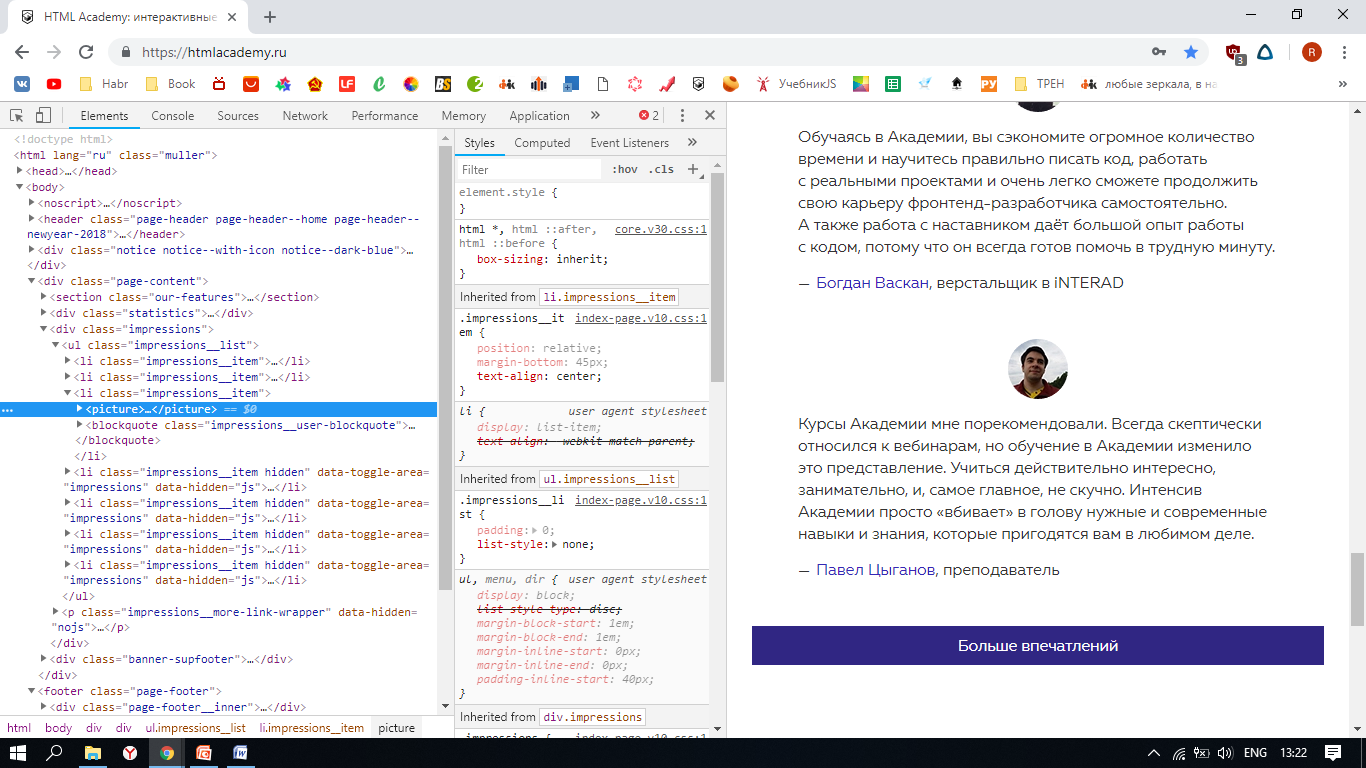 HTML Academy: интерактивные
https://htmlacademy.ru
R
3
Habr
Book
УчебникJS
ТРЕН
любые зеркала, в на
»
Elements Console Sources Network Performance Memory Application » 2
<!doctype html>
<html lang="ru" class="muller">
<head>…</head>
<body>
<noscript>…</noscript>
<header class="page-header page-header--home page-header--
newyear-2018">…</header>
<div class="notice notice--with-icon notice--dark-blue">…
</div>
<div class="page-content">
<section class="our-features">…</section>
<div class="statistics">…</div>
<div class="impressions">
<ul class="impressions__list">
<li class="impressions__item">…</li>
<li class="impressions__item">…</li>
<li class="impressions__item">
… <picture>…</picture> == $0
<blockquote class="impressions__user-blockquote">…
</blockquote>
</li>
<li class="impressions__item hidden" data-toggle-area=
"impressions" data-hidden="js">…</li>
<li class="impressions__item hidden" data-toggle-area=
"impressions" data-hidden="js">…</li>
<li class="impressions__item hidden" data-toggle-area=
"impressions" data-hidden="js">…</li>
<li class="impressions__item hidden" data-toggle-area=
"impressions" data-hidden="js">…</li>
</ul>
<p class="impressions__more-link-wrapper" data-hidden=
"nojs">…</p>
</div>
<div class="banner-supfooter">…</div>
</div>
<footer class="page-footer">
<div class="page-footer__inner">…</div>
html body div div ul.impressions__list li.impressions__item picture
Styles Computed Event Listeners »
Filter :hov .cls +
element.style {
}
html *, html ::after, core.v30.css:1
html ::before {
box-sizing: inherit;
}
Inherited from li.impressions__item
.impressions__it index-page.v10.css:1
em {
position: relative;
margin-bottom: 45px;
text-align: center;
}
li { user agent stylesheet
display: list-item;
text-align: -webkit-match-parent;
}
Inherited from ul.impressions__list
.impressions__li index-page.v10.css:1
st {
padding: 0;
list-style: none;
}
ul, menu, dir { user agent stylesheet
display: block;
list-style-type: disc;
margin-block-start: 1em;
margin-block-end: 1em;
margin-inline-start: 0px;
margin-inline-end: 0px;
padding-inline-start: 40px;
}
Inherited from div.impressions
.impressions { index-page.v10.css:1
Обучаясь в Академии, вы сэкономите огромное количество
времени и научитесь правильно писать код, работать
с реальными проектами и очень легко сможете продолжить
свою карьеру фронтенд-разработчика самостоятельно.
А также работа с наставником даёт большой опыт работы
с кодом, потому что он всегда готов помочь в трудную минуту.
— Богдан Васкан, верстальщик в iNTERAD
Курсы Академии мне порекомендовали. Всегда скептически
относился к вебинарам, но обучение в Академии изменило
это представление. Учиться действительно интересно,
занимательно, и, самое главное, не скучно. Интенсив
Академии просто «вбивает» в голову нужные и современные
навыки и знания, которые пригодятся вам в любимом деле.
— Павел Цыганов, преподаватель
Больше впечатлений
ENG 13:22